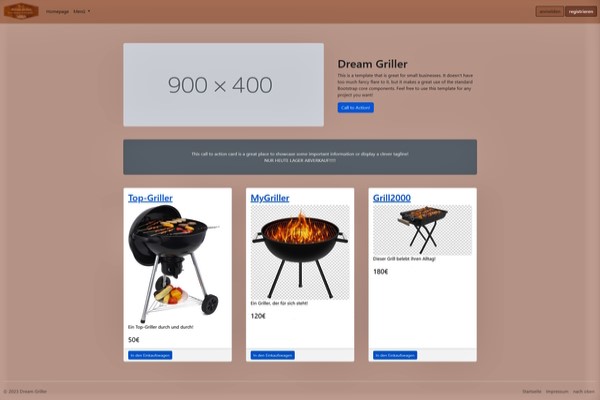 Homepage Menü
anmelden registrieren
900 × 400
Dream Griller
This is a template that is great for small businesses. It doesn't have
too much fancy flare to it, but it makes a great use of the standard
Bootstrap core components. Feel free to use this template for any
project you want!
Call to Action!
This call to action card is a great place to showcase some important information or display a clever tagline!
NUR HEUTE LAGER ABVERKAUF!!!!
Top-Griller
Ein Top-Griller durch und durch!
50€
In den Einkaufswagen
MyGriller
Ein Griller, der für sich steht!
120€
In den Einkaufswagen
Grill2000
Dieser Grill belebt Ihren Alltag!
180€
In den Einkaufswagen
© 2023 Dream Griller
Startseite Impressum nach oben